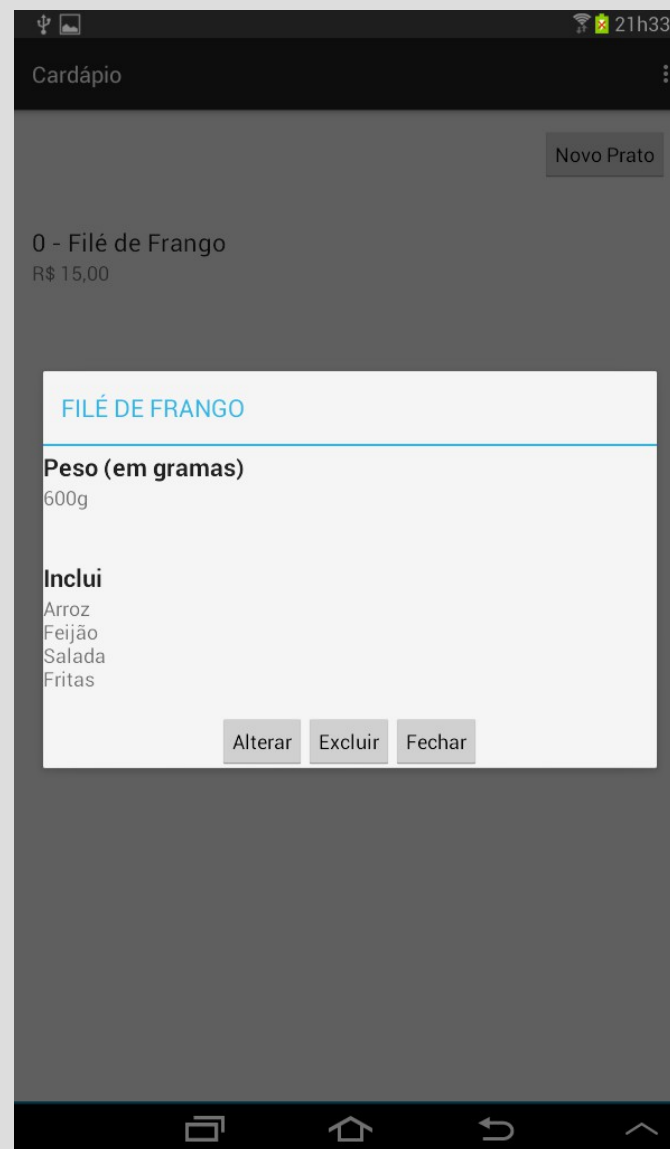 21h33
Cardápio
Novo Prato
0 - Filé de Frango
R$ 15,00
FILÉ DE FRANGO
Peso (em gramas)
600g
Inclui
Arroz
Feijão
Salada
Fritas
Alterar Excluir Fechar